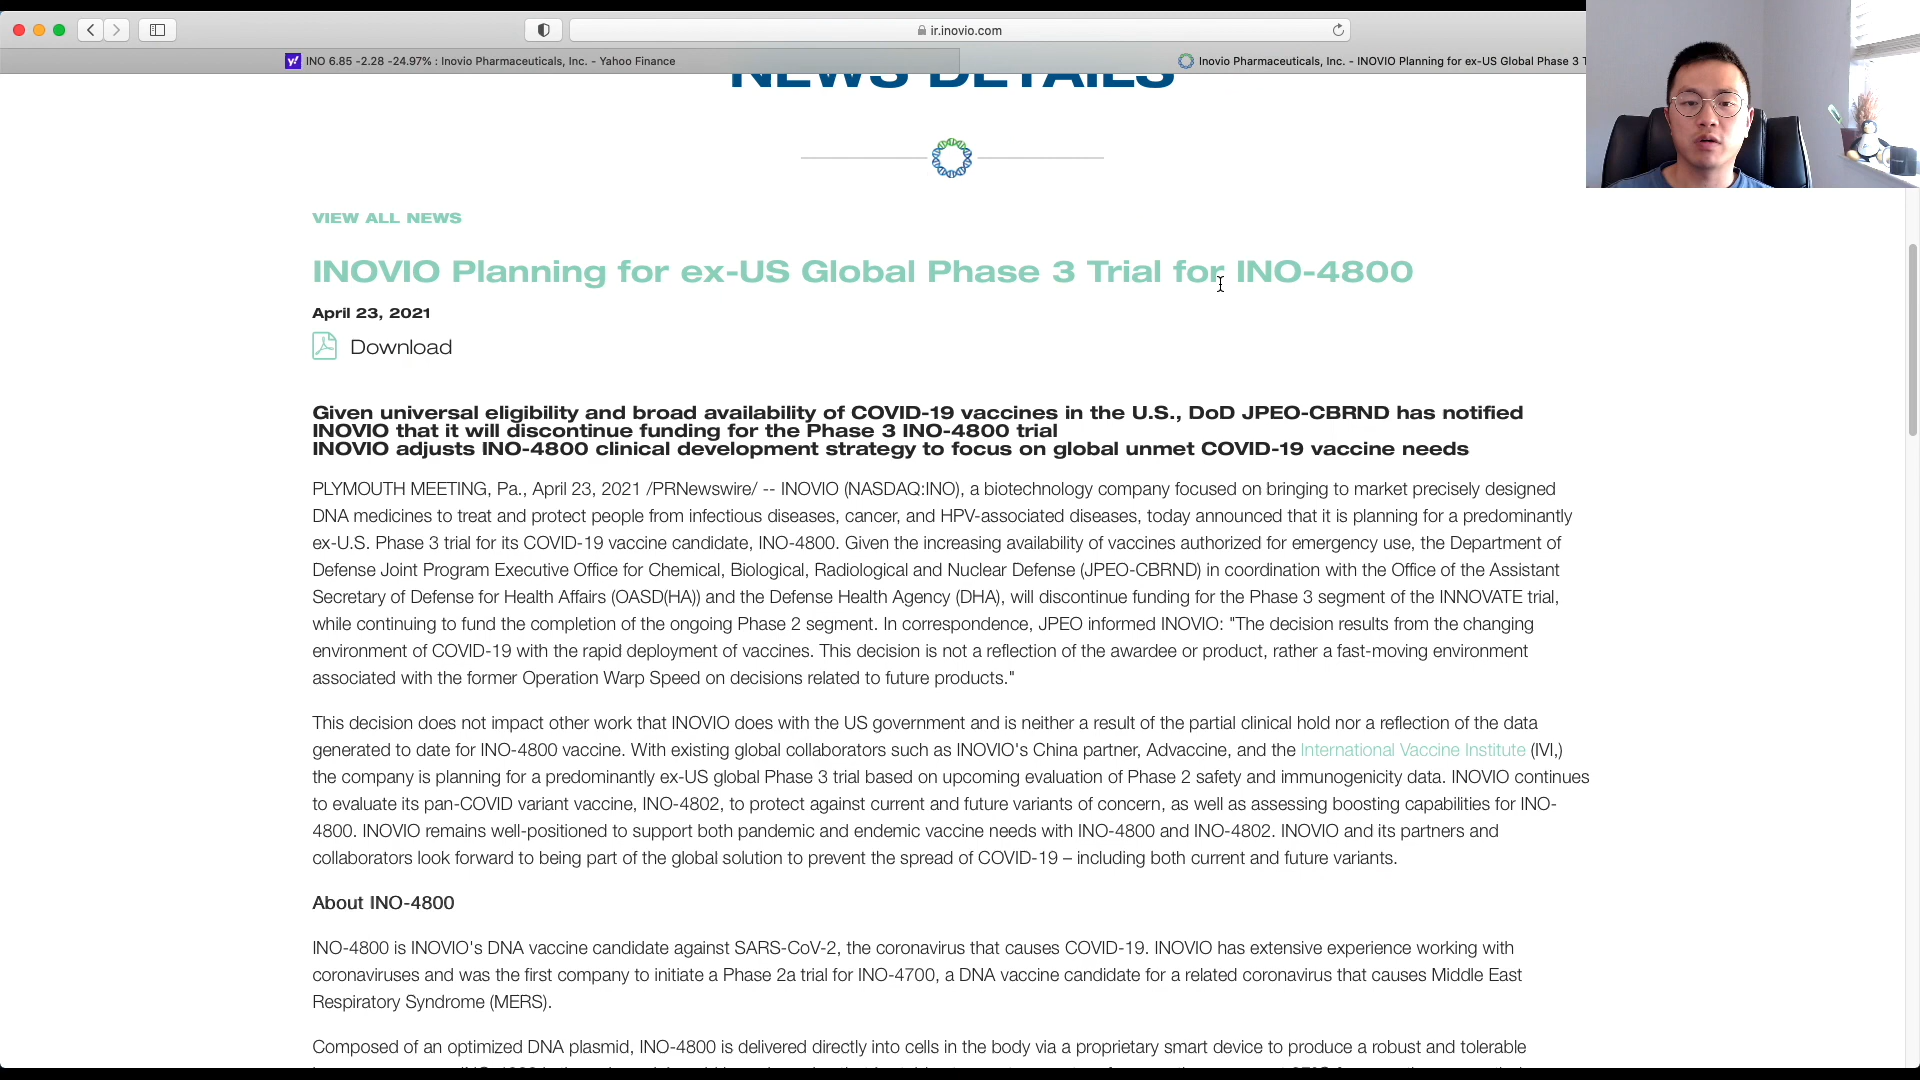 ir.inovio.com
INO 6.85 -2.28 -24.97% : Inovio Pharmaceuticals, Inc. - Yahoo Finance
Inovio Pharmaceuticals, Inc. - INOVIO Planning for ex-US Global Phase 3 T
NEWS DETAILS
VIEW ALL NEWS
INOVIO Planning for ex-US Global Phase 3 Trial for INO-4800
April 23, 2021
Download
Given universal eligibility and broad availability of COVID-19 vaccines in the U.S., DoD JPEO-CBRND has notified
INOVIO that it will discontinue funding for the Phase 3 INO-4800 trial
INOVIO adjusts INO-4800 clinical development strategy to focus on global unmet COVID-19 vaccine needs
PLYMOUTH MEETING, Pa., April 23, 2021 /PRNewswire/ -- INOVIO (NASDAQ:INO), a biotechnology company focused on bringing to market precisely designed
DNA medicines to treat and protect people from infectious diseases, cancer, and HPV-associated diseases, today announced that it is planning for a predominantly
ex-U.S. Phase 3 trial for its COVID-19 vaccine candidate, INO-4800. Given the increasing availability of vaccines authorized for emergency use, the Department of
Defense Joint Program Executive Office for Chemical, Biological, Radiological and Nuclear Defense (JPEO-CBRND) in coordination with the Office of the Assistant
Secretary of Defense for Health Affairs (OASD(HA)) and the Defense Health Agency (DHA), will discontinue funding for the Phase 3 segment of the INNOVATE trial,
while continuing to fund the completion of the ongoing Phase 2 segment. In correspondence, JPEO informed INOVIO: "The decision results from the changing
environment of COVID-19 with the rapid deployment of vaccines. This decision is not a reflection of the awardee or product, rather a fast-moving environment
associated with the former Operation Warp Speed on decisions related to future products."
This decision does not impact other work that INOVIO does with the US government and is neither a result of the partial clinical hold nor a reflection of the data
generated to date for INO-4800 vaccine. With existing global collaborators such as INOVIO's China partner, Advaccine, and the International Vaccine Institute (IVI,)
the company is planning for a predominantly ex-US global Phase 3 trial based on upcoming evaluation of Phase 2 safety and immunogenicity data. INOVIO continues
to evaluate its pan-COVID variant vaccine, INO-4802, to protect against current and future variants of concern, as well as assessing boosting capabilities for INO-
4800. INOVIO remains well-positioned to support both pandemic and endemic vaccine needs with INO-4800 and INO-4802. INOVIO and its partners and
collaborators look forward to being part of the global solution to prevent the spread of COVID-19 – including both current and future variants.
About INO-4800
INO-4800 is INOVIO's DNA vaccine candidate against SARS-CoV-2, the coronavirus that causes COVID-19. INOVIO has extensive experience working with
coronaviruses and was the first company to initiate a Phase 2a trial for INO-4700, a DNA vaccine candidate for a related coronavirus that causes Middle East
Respiratory Syndrome (MERS).
Composed of an optimized DNA plasmid, INO-4800 is delivered directly into cells in the body via a proprietary smart device to produce a robust and tolerable